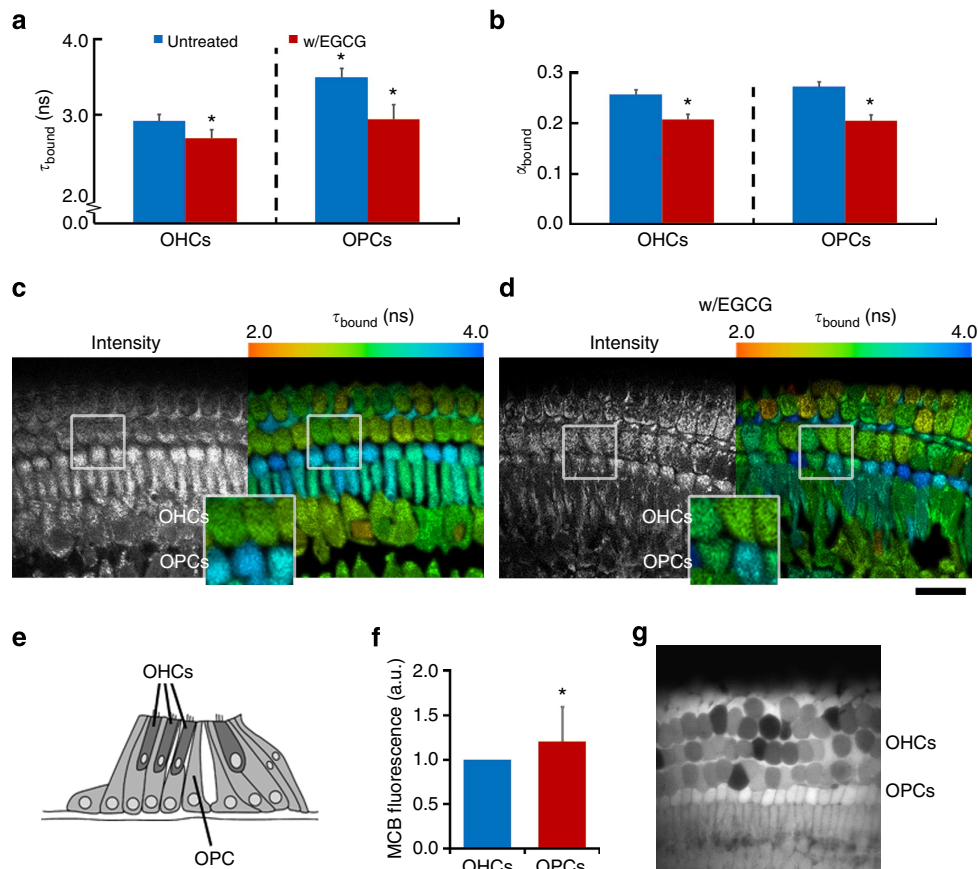 a
4.0
3.0
2.0
0.0
τbound (ns)
Untreated
w/EGCG
*
*
*
OHCs
OPCs
b
0.3
0.2
0.1
0.0
αbound
*
*
OHCs
OPCs
c
τbound (ns)
Intensity
2.0
4.0
OHCs
OPCs
d
w/EGCG
τbound (ns)
Intensity
2.0
4.0
OHCs
OPCs
e
OHCs
OPC
f
MCB fluorescence (a.u.)
2.0
1.5
1.0
0.5
0.0
*
OHCs
OPCs
g
OHCs
OPCs